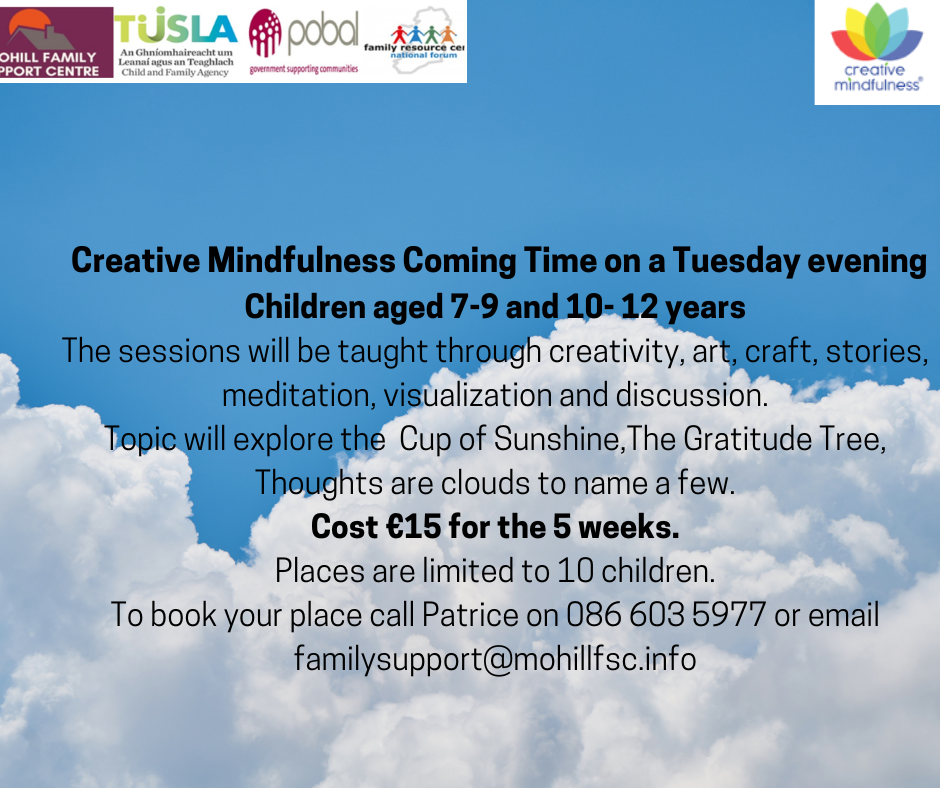 OHILL FAMILY
PPORT CENTRE
TUSLA
An Ghníomhaireacht um
Leanaí agus an Teaghlach
Child and Family Agency
pobal
government supporting communities
family resource cen
national forum
creative
mindfulness®
Creative Mindfulness Coming Time on a Tuesday evening
Children aged 7-9 and 10- 12 years
The sessions will be taught through creativity, art, craft, stories,
meditation, visualization and discussion.
Topic will explore the  Cup of Sunshine,The Gratitude Tree,
Thoughts are clouds to name a few.
Cost €15 for the 5 weeks.
Places are limited to 10 children.
To book your place call Patrice on 086 603 5977 or email
familysupport@mohillfsc.info